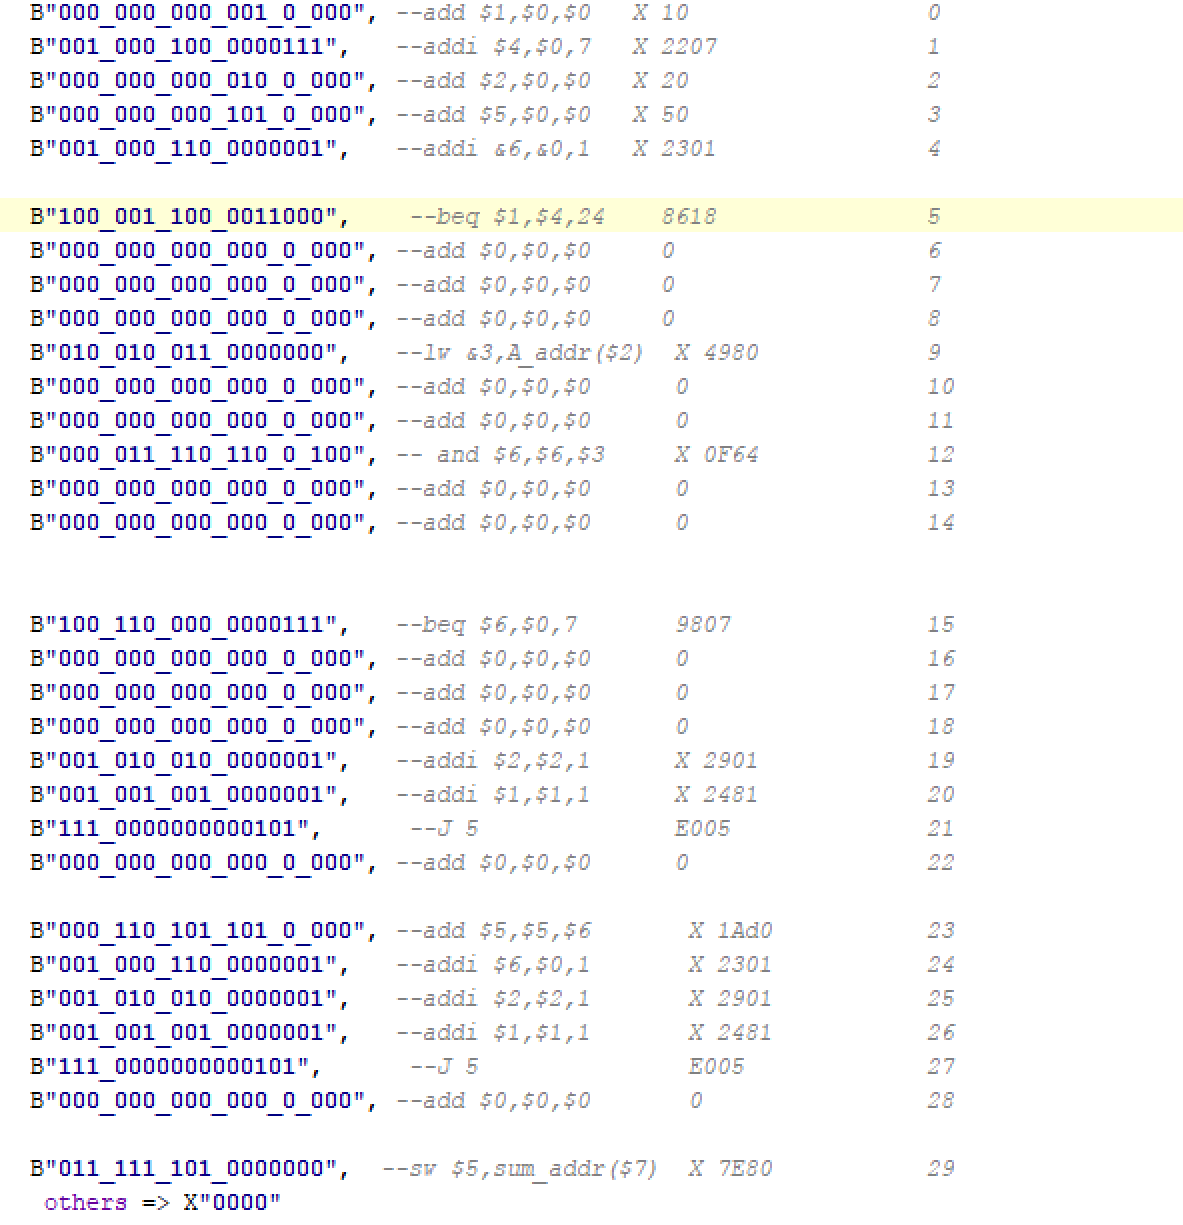 B"000_000_000_001_0_000", --add $1,$0,$0 X 10 0
B"001_000_100_0000111", --addi $4,$0,7 X 2207 1
B"000_000_000_010_0_000", --add $2,$0,$0 X 20 2
B"000_000_000_101_0_000", --add $5,$0,$0 X 50 3
B"001_000_110_0000001", --addi &6,&0,1 X 2301 4
B"100_001_100_0011000", --beq $1,$4,24 8618 5
B"000_000_000_000_0_000", --add $0,$0,$0 0 6
B"000_000_000_000_0_000", --add $0,$0,$0 0 7
B"000_000_000_000_0_000", --add $0,$0,$0 0 8
B"010_010_011_0000000", --lw &3,A_addr($2) X 4980 9
B"000_000_000_000_0_000", --add $0,$0,$0 0 10
B"000_000_000_000_0_000", --add $0,$0,$0 0 11
B"000_011_110_110_0_100", -- and $6,$6,$3 X 0F64 12
B"000_000_000_000_0_000", --add $0,$0,$0 0 13
B"000_000_000_000_0_000", --add $0,$0,$0 0 14
B"100_110_000_0000111", --beq $6,$0,7 9807 15
B"000_000_000_000_0_000", --add $0,$0,$0 0 16
B"000_000_000_000_0_000", --add $0,$0,$0 0 17
B"000_000_000_000_0_000", --add $0,$0,$0 0 18
B"001_010_010_0000001", --addi $2,$2,1 X 2901 19
B"001_001_001_0000001", --addi $1,$1,1 X 2481 20
B"111_0000000000101", --J 5 E005 21
B"000_000_000_000_0_000", --add $0,$0,$0 0 22
B"000_110_101_101_0_000", --add $5,$5,$6 X 1Ad0 23
B"001_000_110_0000001", --addi $6,$0,1 X 2301 24
B"001_010_010_0000001", --addi $2,$2,1 X 2901 25
B"001_001_001_0000001", --addi $1,$1,1 X 2481 26
B"111_0000000000101", --J 5 E005 27
B"000_000_000_000_0_000", --add $0,$0,$0 0 28
B"011_111_101_0000000", --sw $5,sum_addr($7) X 7E80 29
others => X"0000"